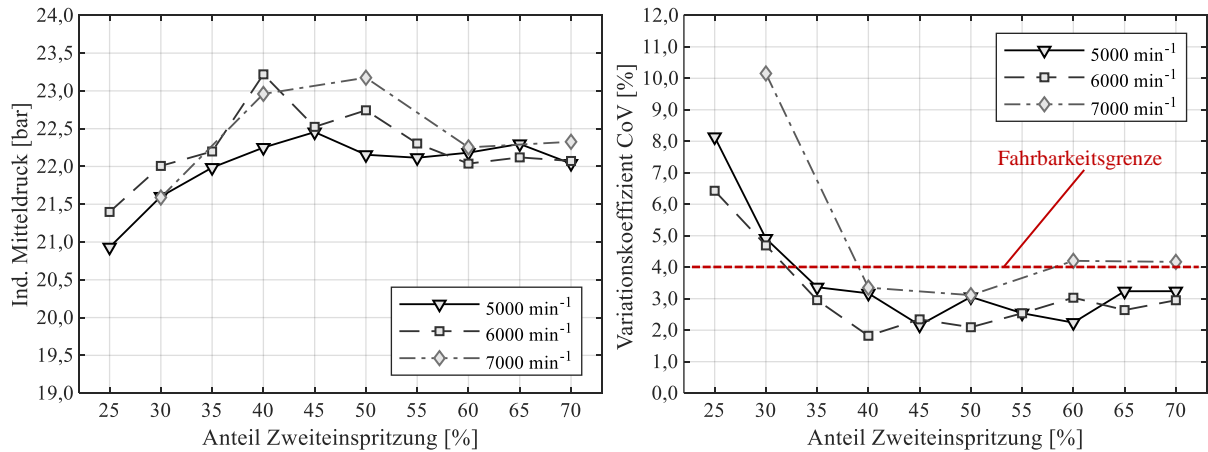 24,0
23,5
23,0
22,5
22,0
21,5
21,0
20,5
20,0
19,5
19,0
Ind. Mitteldruck [bar]
25 30 35 40 45 50 55 60 65 70
Anteil Zweiteinspritzung [%]
5000 min-1
6000 min-1
7000 min-1
12,0
11,0
10,0
9,0
8,0
7,0
6,0
5,0
4,0
3,0
2,0
1,0
0,0
Variationskoeffizient CoV [%]
25 30 35 40 45 50 55 60 65 70
Anteil Zweiteinspritzung [%]
5000 min-1
6000 min-1
7000 min-1
Fahrbarkeitsgrenze